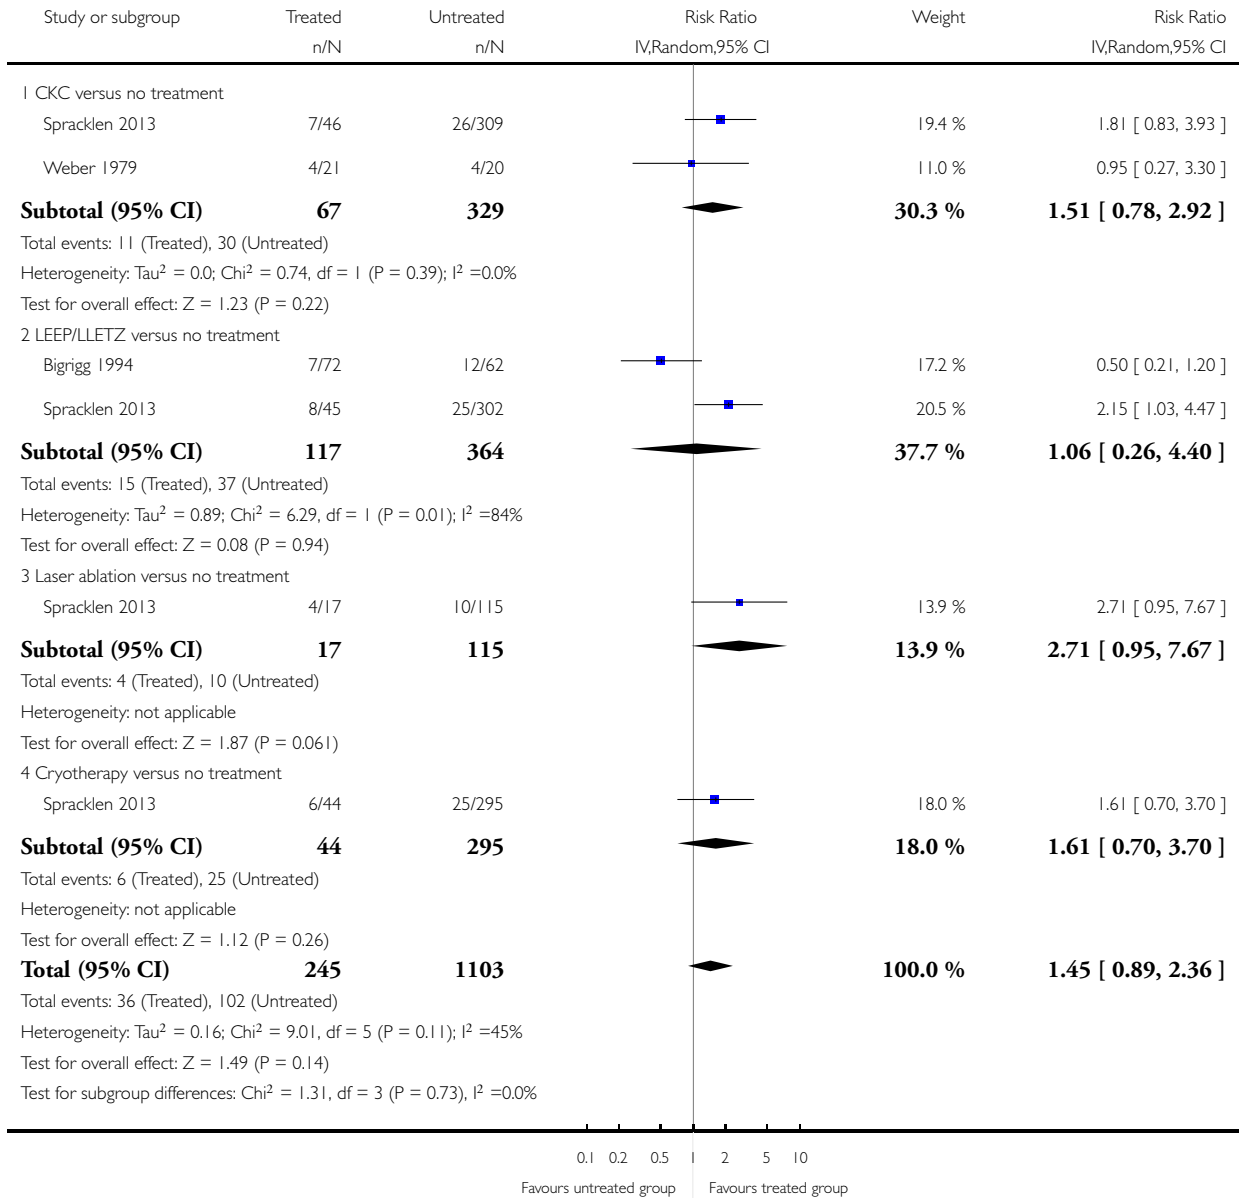 Study or subgroup Treated Untreated Risk Ratio Weight Risk Ratio
n/N n/N IV,Random,95% CI IV,Random,95% CI
1 CKC versus no treatment
Spracklen 2013 7/46 26/309 19.4 % 1.81 [ 0.83, 3.93 ]
Weber 1979 4/21 4/20 11.0 % 0.95 [ 0.27, 3.30 ]
Subtotal (95% CI) 67 329 30.3 % 1.51 [ 0.78, 2.92 ]
Total events: 11 (Treated), 30 (Untreated)
Heterogeneity: Tau² = 0.0; Chi² = 0.74, df = 1 (P = 0.39); I² =0.0%
Test for overall effect: Z = 1.23 (P = 0.22)
2 LEEP/LLETZ versus no treatment
Bigrigg 1994 7/72 12/62 17.2 % 0.50 [ 0.21, 1.20 ]
Spracklen 2013 8/45 25/302 20.5 % 2.15 [ 1.03, 4.47 ]
Subtotal (95% CI) 117 364 37.7 % 1.06 [ 0.26, 4.40 ]
Total events: 15 (Treated), 37 (Untreated)
Heterogeneity: Tau² = 0.89; Chi² = 6.29, df = 1 (P = 0.01); I² =84%
Test for overall effect: Z = 0.08 (P = 0.94)
3 Laser ablation versus no treatment
Spracklen 2013 4/17 10/115 13.9 % 2.71 [ 0.95, 7.67 ]
Subtotal (95% CI) 17 115 13.9 % 2.71 [ 0.95, 7.67 ]
Total events: 4 (Treated), 10 (Untreated)
Heterogeneity: not applicable
Test for overall effect: Z = 1.87 (P = 0.061)
4 Cryotherapy versus no treatment
Spracklen 2013 6/44 25/295 18.0 % 1.61 [ 0.70, 3.70 ]
Subtotal (95% CI) 44 295 18.0 % 1.61 [ 0.70, 3.70 ]
Total events: 6 (Treated), 25 (Untreated)
Heterogeneity: not applicable
Test for overall effect: Z = 1.12 (P = 0.26)
Total (95% CI) 245 1103 100.0 % 1.45 [ 0.89, 2.36 ]
Total events: 36 (Treated), 102 (Untreated)
Heterogeneity: Tau² = 0.16; Chi² = 9.01, df = 5 (P = 0.11); I² =45%
Test for overall effect: Z = 1.49 (P = 0.14)
Test for subgroup differences: Chi² = 1.31, df = 3 (P = 0.73), I² =0.0%
0.1 0.2 0.5 1 2 5 10
Favours untreated group Favours treated group